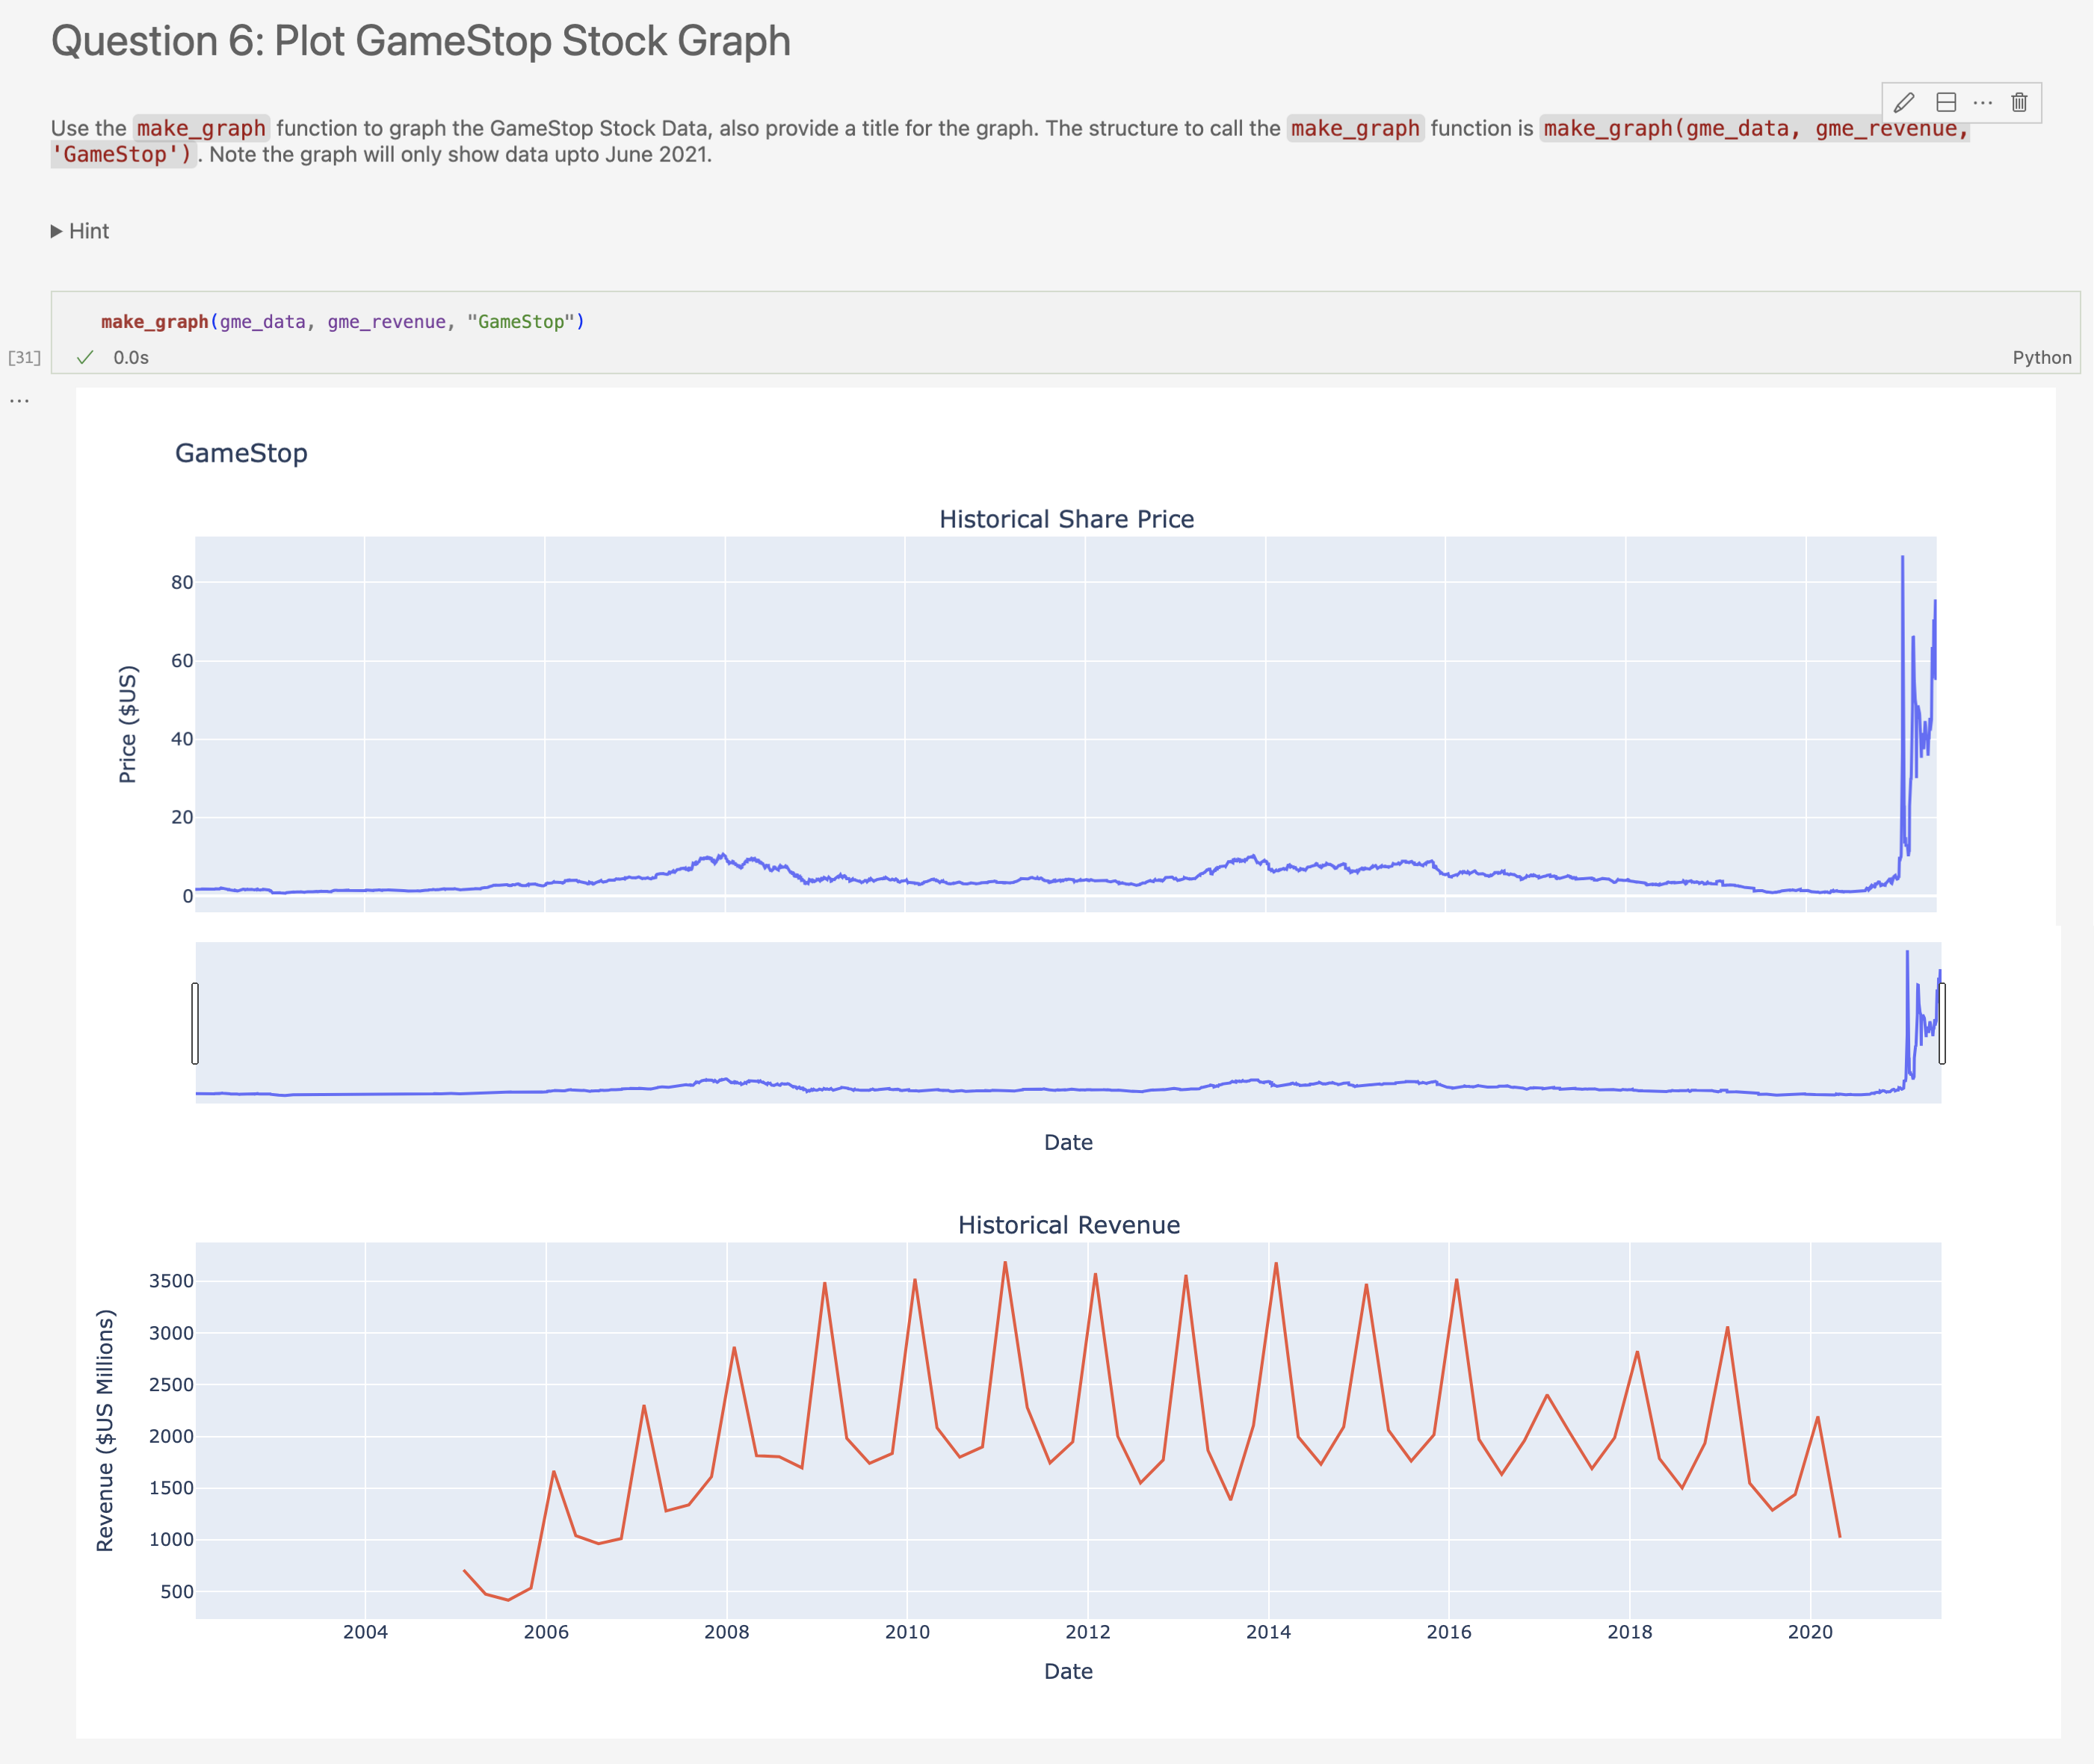 Question 6: Plot GameStop Stock Graph
Use the make_graph function to graph the GameStop Stock Data, also provide a title for the graph. The structure to call the make_graph function is make_graph(gme_data, gme_revenue,
'GameStop'). Note the graph will only show data upto June 2021.
Hint
make_graph(gme_data, gme_revenue, "GameStop")
[31]
0.0s
Python
GameStop
Historical Share Price
Price ($US)
80
60
40
20
0
Date
Historical Revenue
Revenue ($US Millions)
3500
3000
2500
2000
1500
1000
500
2004 2006 2008 2010 2012 2014 2016 2018 2020
Date